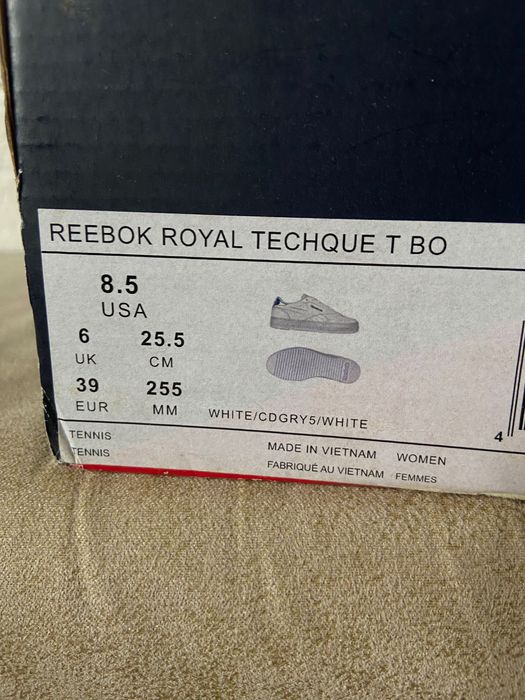 REEBOK ROYAL TECHQUE T BO
8.5
USA
6 25.5
UK CM
39 255
EUR MM
WHITE/CDGRY5/WHITE
TENNIS
TENNIS
MADE IN VIETNAM WOMEN
FABRIQUÉ AU VIETNAM FEMMES
4